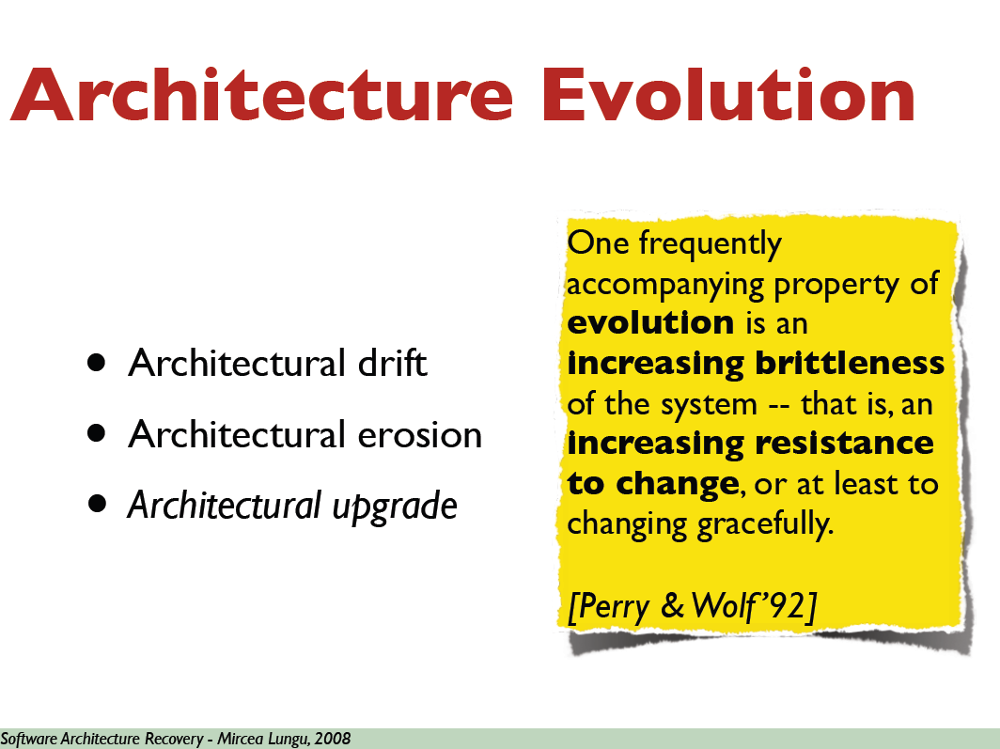 Architecture Evolution
• Architectural drift
• Architectural erosion
• Architectural upgrade
One frequently
accompanying property of
evolution is an
increasing brittleness
of the system -- that is, an
increasing resistance
to change, or at least to
changing gracefully.
[Perry & Wolf ’92]
Software Architecture Recovery - Mircea Lungu, 2008